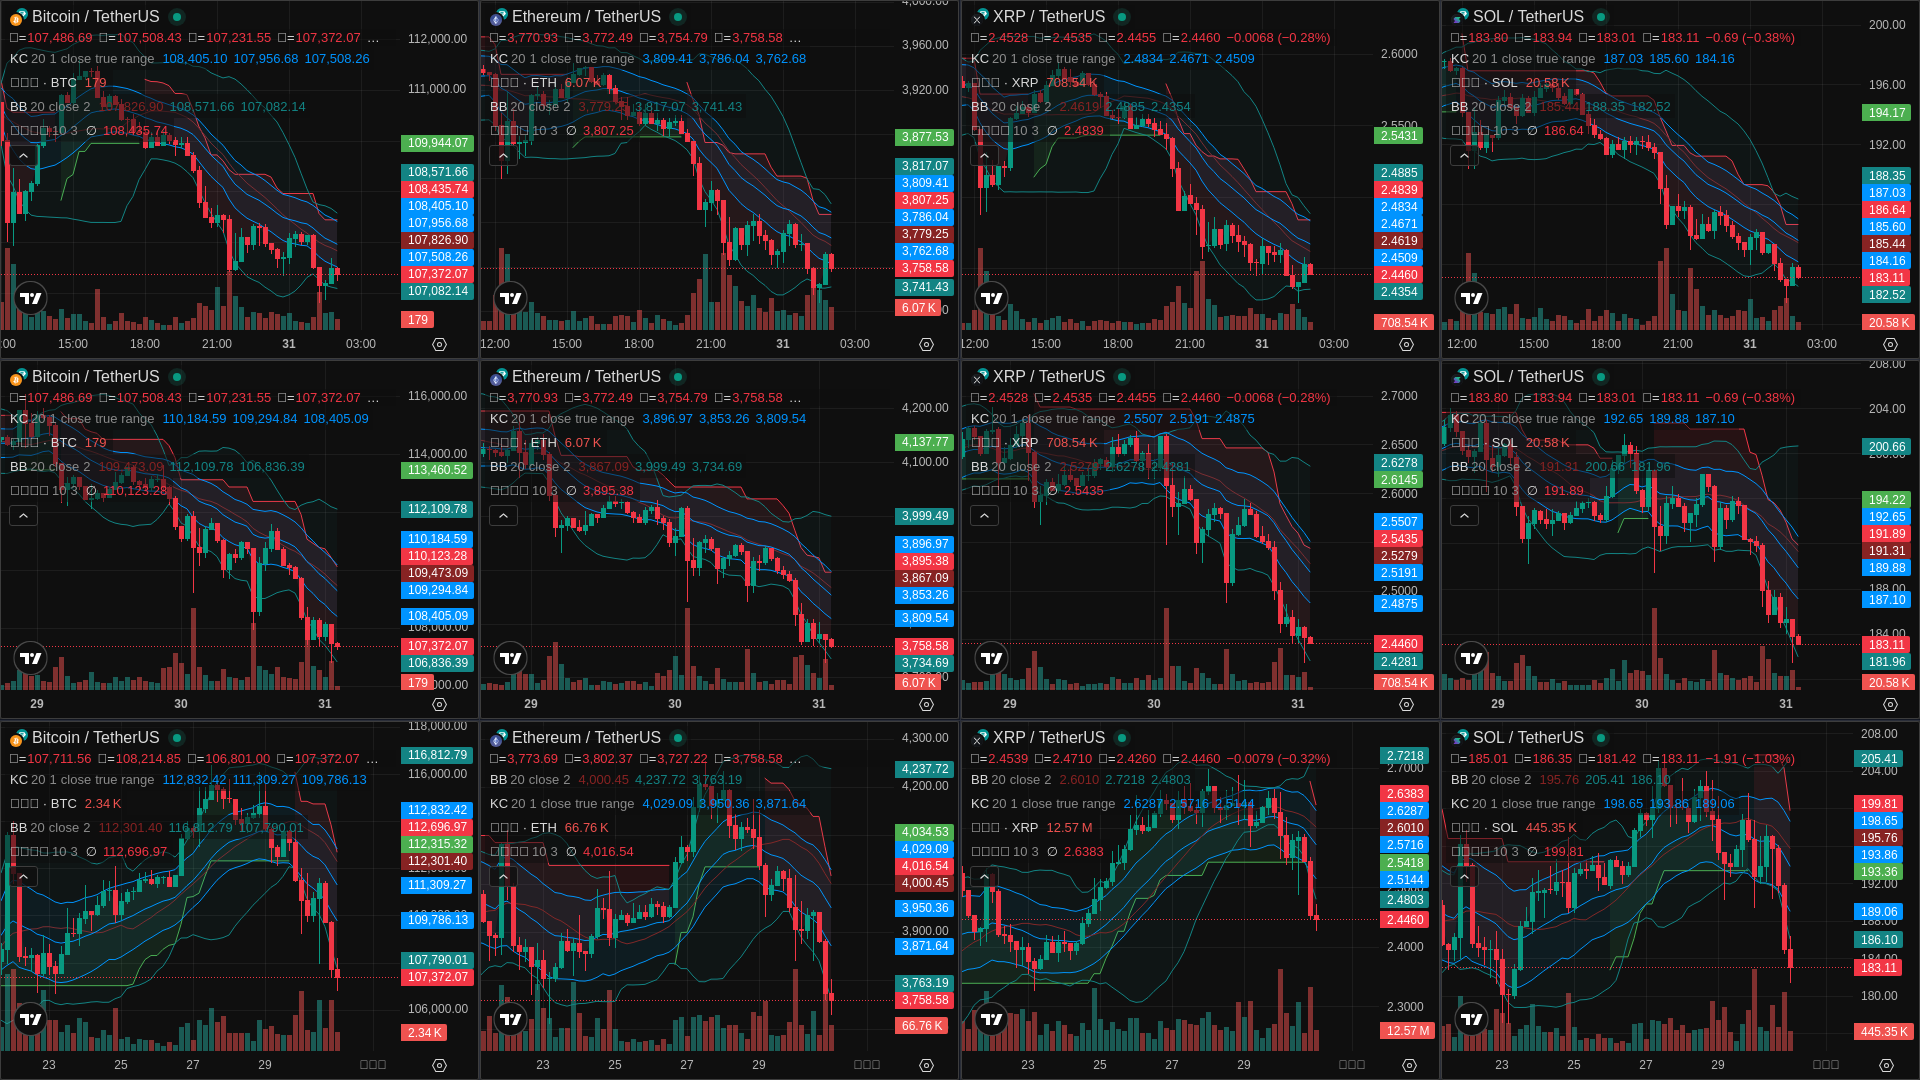 Bitcoin / TetherUS
=107,486.69 =107,508.43 =107,231.55 =107,372.07 ...
KC 20 1 close true range 108,405.10 107,956.68 107,508.26
· BTC 179
BB 20 close 2 107,826.90 108,571.66 107,082.14
10 3 ∅ 108,435.74
112,000.00
111,000.00
109,944.07
108,571.66
108,435.74
108,405.10
107,956.68
107,826.90
107,508.26
107,372.07
107,082.14
179
:00 15:00 18:00 21:00 31 03:00
Ethereum / TetherUS
=3,770.93 =3,772.49 =3,754.79 =3,758.58 ...
KC 20 1 close true range 3,809.41 3,786.04 3,762.68
· ETH 6.07 K
BB 20 close 2 3,779.25 3,817.07 3,741.43
10 3 ∅ 3,807.25
4,000.00
3,960.00
3,920.00
3,877.53
3,817.07
3,809.41
3,807.25
3,786.04
3,779.25
3,762.68
3,758.58
3,741.43
6.07 K
12:00 15:00 18:00 21:00 31 03:00
XRP / TetherUS
=2.4528 =2.4535 =2.4455 =2.4460 −0.0068 (−0.28%)
KC 20 1 close true range 2.4834 2.4671 2.4509
· XRP 708.54 K
BB 20 close 2 2.4619 2.4885 2.4354
10 3 ∅ 2.4839
2.6000
2.5500
2.5431
2.4885
2.4839
2.4834
2.4671
2.4619
2.4509
2.4460
2.4354
708.54 K
12:00 15:00 18:00 21:00 31 03:00
SOL / TetherUS
=183.80 =183.94 =183.01 =183.11 −0.69 (−0.38%)
KC 20 1 close true range 187.03 185.60 184.16
· SOL 20.58 K
BB 20 close 2 185.44 188.35 182.52
10 3 ∅ 186.64
200.00
196.00
194.17
192.00
188.35
187.03
186.64
185.60
185.44
184.16
183.11
182.52
20.58 K
12:00 15:00 18:00 21:00 31 03:00
Bitcoin / TetherUS
=107,486.69 =107,508.43 =107,231.55 =107,372.07 ...
KC 20 1 close true range 110,184.59 109,294.84 108,405.09
· BTC 179
BB 20 close 2 109,473.09 112,109.78 106,836.39
10 3 ∅ 110,123.28
116,000.00
114,000.00
113,460.52
112,109.78
110,184.59
110,123.28
109,473.09
109,294.84
108,405.09
108,000.00
107,372.07
106,836.39
179
29 30 31
Ethereum / TetherUS
=3,770.93 =3,772.49 =3,754.79 =3,758.58 ...
KC 20 1 close true range 3,896.97 3,853.26 3,809.54
· ETH 6.07 K
BB 20 close 2 3,867.09 3,999.49 3,734.69
10 3 ∅ 3,895.38
4,200.00
4,137.77
4,100.00
3,999.49
3,896.97
3,895.38
3,867.09
3,853.26
3,809.54
3,758.58
3,734.69
6.07 K
29 30 31
XRP / TetherUS
=2.4528 =2.4535 =2.4455 =2.4460 −0.0068 (−0.28%)
KC 20 1 close true range 2.5507 2.5191 2.4875
· XRP 708.54 K
BB 20 close 2 2.5279 2.6278 2.4281
10 3 ∅ 2.5435
2.7000
2.6500
2.6278
2.6145
2.6000
2.5507
2.5435
2.5279
2.5191
2.5000
2.4875
2.4460
2.4281
708.54 K
29 30 31
SOL / TetherUS
=183.80 =183.94 =183.01 =183.11 −0.69 (−0.38%)
KC 20 1 close true range 192.65 189.88 187.10
· SOL 20.58 K
BB 20 close 2 191.31 200.66 181.96
10 3 ∅ 191.89
208.00
204.00
200.66
194.22
192.65
191.89
191.31
189.88
188.00
187.10
184.00
183.11
181.96
20.58 K
29 30 31
Bitcoin / TetherUS
=107,711.56 =108,214.85 =106,801.00 =107,372.07 ...
KC 20 1 close true range 112,832.42 111,309.27 109,786.13
· BTC 2.34 K
BB 20 close 2 112,301.40 116,812.79 107,790.01
10 3 ∅ 112,696.97
118,000.00
116,812.79
116,000.00
112,832.42
112,696.97
112,315.32
112,301.40
111,309.27
109,786.13
107,790.01
107,372.07
106,000.00
2.34 K
23 25 27 29
Ethereum / TetherUS
=3,773.69 =3,802.37 =3,727.22 =3,758.58 ...
BB 20 close 2 4,000.45 4,237.72 3,763.19
KC 20 1 close true range 4,029.09 3,950.36 3,871.64
· ETH 66.76 K
10 3 ∅ 4,016.54
4,300.00
4,237.72
4,200.00
4,034.53
4,029.09
4,016.54
4,000.45
3,950.36
3,900.00
3,871.64
3,763.19
3,758.58
66.76 K
23 25 27 29
XRP / TetherUS
=2.4539 =2.4710 =2.4260 =2.4460 −0.0079 (−0.32%)
BB 20 close 2 2.6010 2.7218 2.4803
KC 20 1 close true range 2.6287 2.5716 2.5144
· XRP 12.57 M
10 3 ∅ 2.6383
2.7218
2.7000
2.6383
2.6287
2.6010
2.5716
2.5418
2.5144
2.4803
2.4460
2.4000
2.3000
12.57 M
23 25 27 29
SOL / TetherUS
=185.01 =186.35 =181.42 =183.11 −1.91 (−1.03%)
BB 20 close 2 195.76 205.41 186.10
KC 20 1 close true range 198.65 193.86 189.06
· SOL 445.35 K
10 3 ∅ 199.81
208.00
205.41
204.00
199.81
198.65
195.76
193.86
193.36
192.00
189.06
188.00
186.10
184.00
183.11
180.00
445.35 K
23 25 27 29